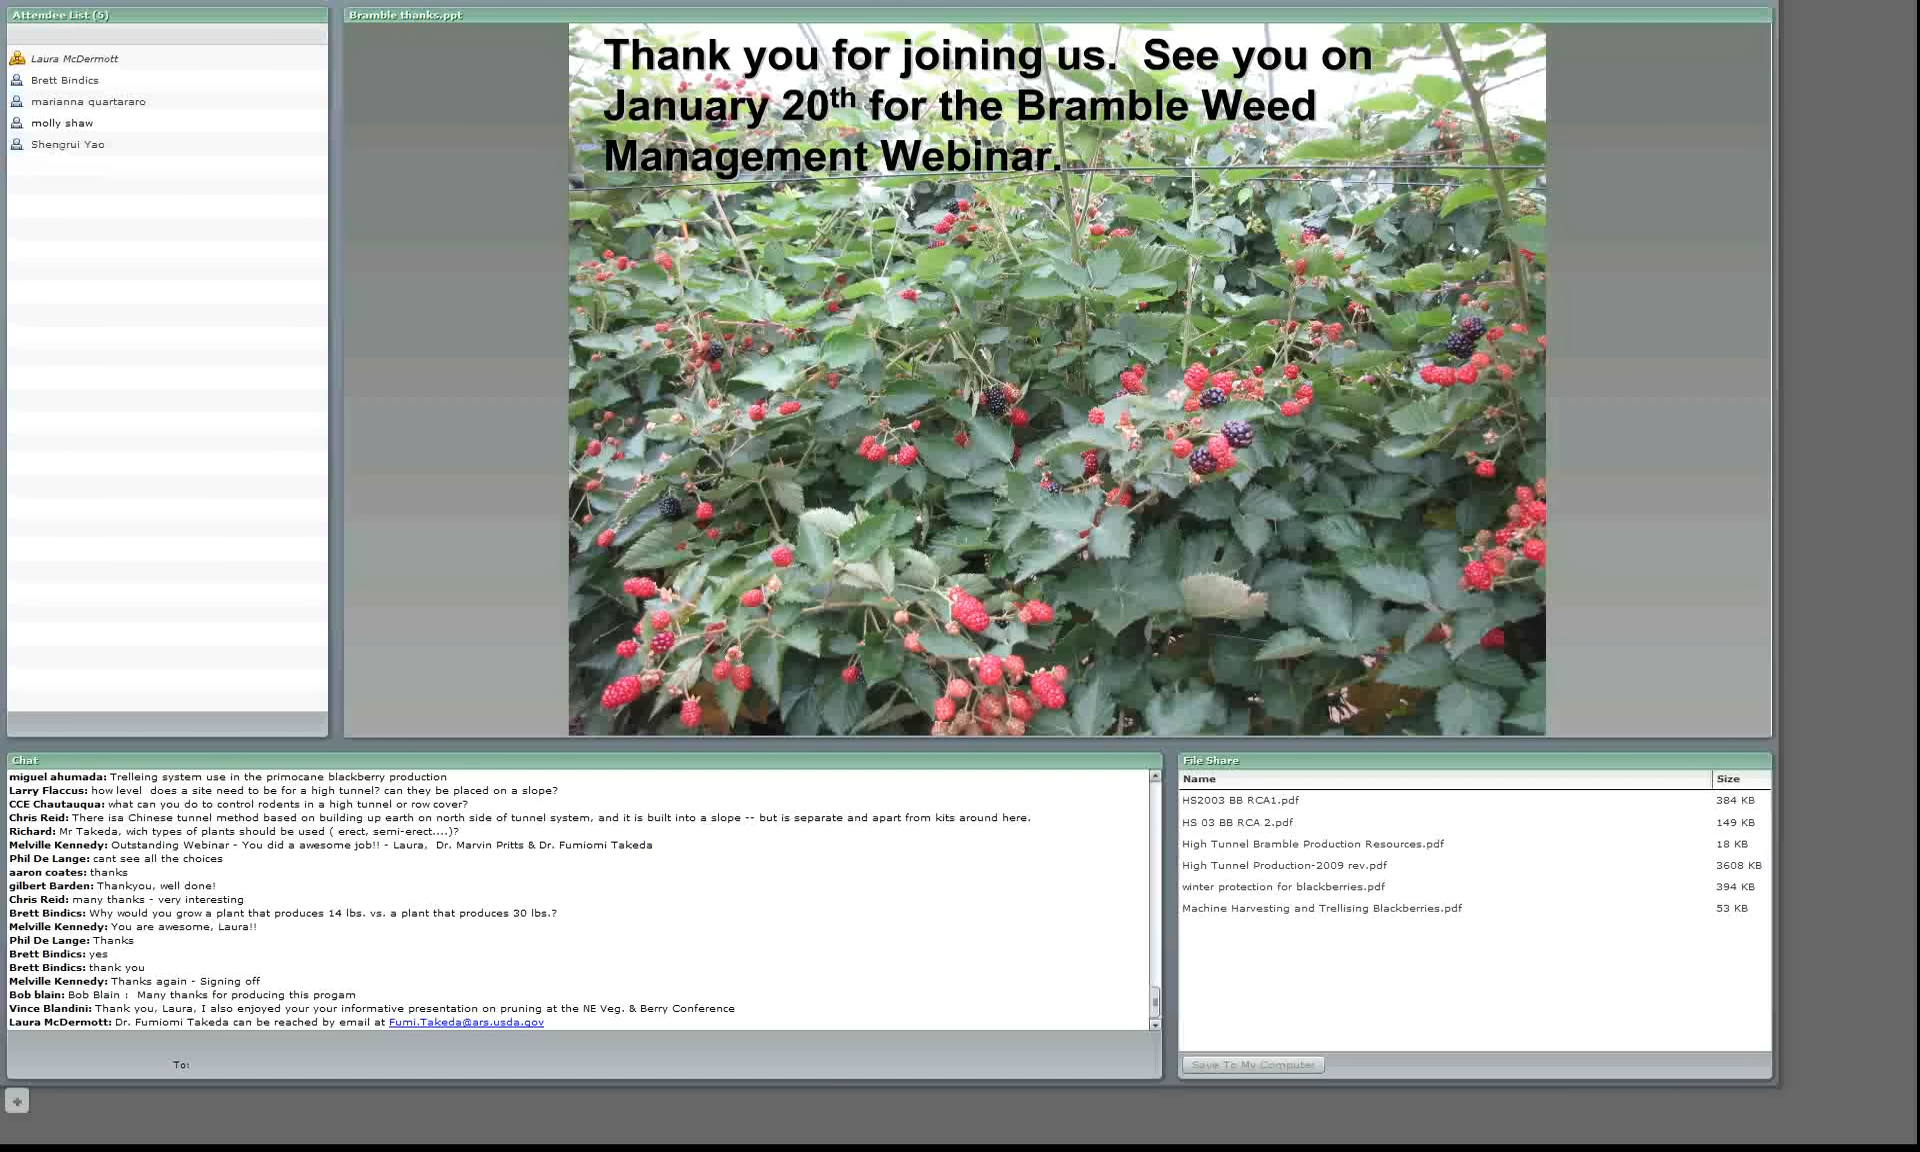 Attendee List (5)
Laura McDermott
Brett Bindics
marianna quartararo
molly shaw
Shengrui Yao
Bramble thanks.ppt
Thank you for joining us.  See you on
January 20th for the Bramble Weed
Management Webinar.
Chat
miguel ahumada: Trelleing system use in the primocane blackberry production
Larry Flaccus: how level  does a site need to be for a high tunnel? can they be placed on a slope?
CCE Chautauqua: what can you do to control rodents in a high tunnel or row cover?
Chris Reid: There isa Chinese tunnel method based on building up earth on north side of tunnel system, and it is built into a slope -- but is separate and apart from kits around here.
Richard: Mr Takeda, wich types of plants should be used ( erect, semi-erect....)?
Melville Kennedy: Outstanding Webinar - You did a awesome job!! - Laura,  Dr. Marvin Pritts & Dr. Fumiomi Takeda
Phil De Lange: cant see all the choices
aaron coates: thanks
gilbert Barden: Thankyou, well done!
Chris Reid: many thanks - very interesting
Brett Bindics: Why would you grow a plant that produces 14 lbs. vs. a plant that produces 30 lbs.?
Melville Kennedy: You are awesome, Laura!!
Phil De Lange: Thanks
Brett Bindics: yes
Brett Bindics: thank you
Melville Kennedy: Thanks again - Signing off
Bob blain: Bob Blain :  Many thanks for producing this progam
Vince Blandini: Thank you, Laura, I also enjoyed your your informative presentation on pruning at the NE Veg. & Berry Conference
Laura McDermott: Dr. Fumiomi Takeda can be reached by email at Fumi.Takeda@ars.usda.gov
To:
File Share
Name Size
HS2003 BB RCA1.pdf 384 KB
HS 03 BB RCA 2.pdf 149 KB
High Tunnel Bramble Production Resources.pdf 18 KB
High Tunnel Production-2009 rev.pdf 3608 KB
winter protection for blackberries.pdf 394 KB
Machine Harvesting and Trellising Blackberries.pdf 53 KB
Save To My Computer